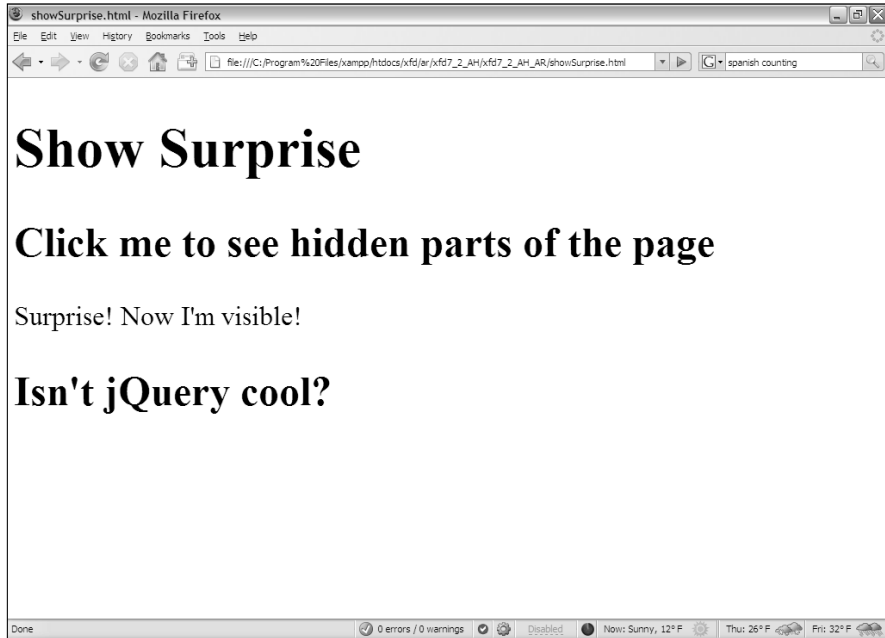 showSurprise.html - Mozilla Firefox
File Edit View History Bookmarks Tools Help
file:///C:/Program%20Files/xampp/htdocs/xfd/ar/xfd7_2_AH/xfd7_2_AH_AR/showSurprise.html G spanish counting
Show Surprise
Click me to see hidden parts of the page
Surprise! Now I'm visible!
Isn't jQuery cool?
Done 0 errors / 0 warnings Disabled Now: Sunny, 12° F Thu: 26° F Fri: 32° F